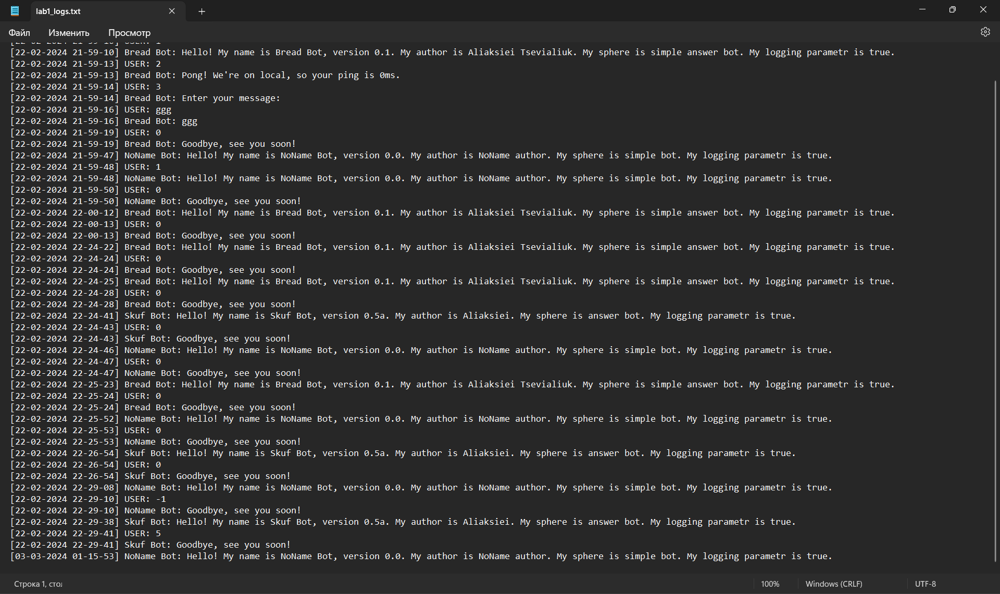 lab1_logs.txt
Файл Изменить Просмотр
[22-02-2024 21-59-10] Bread Bot: Hello! My name is Bread Bot, version 0.1. My author is Aliaksiei Tsevialiuk. My sphere is simple answer bot. My logging parametr is true.
[22-02-2024 21-59-13] USER: 2
[22-02-2024 21-59-13] Bread Bot: Pong! We're on local, so your ping is 0ms.
[22-02-2024 21-59-14] USER: 3
[22-02-2024 21-59-14] Bread Bot: Enter your message:
[22-02-2024 21-59-16] USER: ggg
[22-02-2024 21-59-16] Bread Bot: ggg
[22-02-2024 21-59-19] USER: 0
[22-02-2024 21-59-19] Bread Bot: Goodbye, see you soon!
[22-02-2024 21-59-47] NoName Bot: Hello! My name is NoName Bot, version 0.0. My author is NoName author. My sphere is simple bot. My logging parametr is true.
[22-02-2024 21-59-48] USER: 1
[22-02-2024 21-59-48] NoName Bot: Hello! My name is NoName Bot, version 0.0. My author is NoName author. My sphere is simple bot. My logging parametr is true.
[22-02-2024 21-59-50] USER: 0
[22-02-2024 21-59-50] NoName Bot: Goodbye, see you soon!
[22-02-2024 22-00-12] Bread Bot: Hello! My name is Bread Bot, version 0.1. My author is Aliaksiei Tsevialiuk. My sphere is simple answer bot. My logging parametr is true.
[22-02-2024 22-00-13] USER: 0
[22-02-2024 22-00-13] Bread Bot: Goodbye, see you soon!
[22-02-2024 22-24-22] Bread Bot: Hello! My name is Bread Bot, version 0.1. My author is Aliaksiei Tsevialiuk. My sphere is simple answer bot. My logging parametr is true.
[22-02-2024 22-24-24] USER: 0
[22-02-2024 22-24-24] Bread Bot: Goodbye, see you soon!
[22-02-2024 22-24-25] Bread Bot: Hello! My name is Bread Bot, version 0.1. My author is Aliaksiei Tsevialiuk. My sphere is simple answer bot. My logging parametr is true.
[22-02-2024 22-24-28] USER: 0
[22-02-2024 22-24-28] Bread Bot: Goodbye, see you soon!
[22-02-2024 22-24-41] Skuf Bot: Hello! My name is Skuf Bot, version 0.5a. My author is Aliaksiei. My sphere is answer bot. My logging parametr is true.
[22-02-2024 22-24-43] USER: 0
[22-02-2024 22-24-43] Skuf Bot: Goodbye, see you soon!
[22-02-2024 22-24-46] NoName Bot: Hello! My name is NoName Bot, version 0.0. My author is NoName author. My sphere is simple bot. My logging parametr is true.
[22-02-2024 22-24-47] USER: 0
[22-02-2024 22-24-47] NoName Bot: Goodbye, see you soon!
[22-02-2024 22-25-23] Bread Bot: Hello! My name is Bread Bot, version 0.1. My author is Aliaksiei Tsevialiuk. My sphere is simple answer bot. My logging parametr is true.
[22-02-2024 22-25-24] USER: 0
[22-02-2024 22-25-24] Bread Bot: Goodbye, see you soon!
[22-02-2024 22-25-52] NoName Bot: Hello! My name is NoName Bot, version 0.0. My author is NoName author. My sphere is simple bot. My logging parametr is true.
[22-02-2024 22-25-53] USER: 0
[22-02-2024 22-25-53] NoName Bot: Goodbye, see you soon!
[22-02-2024 22-26-54] Skuf Bot: Hello! My name is Skuf Bot, version 0.5a. My author is Aliaksiei. My sphere is answer bot. My logging parametr is true.
[22-02-2024 22-26-54] USER: 0
[22-02-2024 22-26-54] Skuf Bot: Goodbye, see you soon!
[22-02-2024 22-29-08] NoName Bot: Hello! My name is NoName Bot, version 0.0. My author is NoName author. My sphere is simple bot. My logging parametr is true.
[22-02-2024 22-29-10] USER: -1
[22-02-2024 22-29-10] NoName Bot: Goodbye, see you soon!
[22-02-2024 22-29-38] Skuf Bot: Hello! My name is Skuf Bot, version 0.5a. My author is Aliaksiei. My sphere is answer bot. My logging parametr is true.
[22-02-2024 22-29-41] USER: 5
[22-02-2024 22-29-41] Skuf Bot: Goodbye, see you soon!
[03-03-2024 01-15-53] NoName Bot: Hello! My name is NoName Bot, version 0.0. My author is NoName author. My sphere is simple bot. My logging parametr is true.
Строка 1, 100% Windows (CRLF) UTF-8